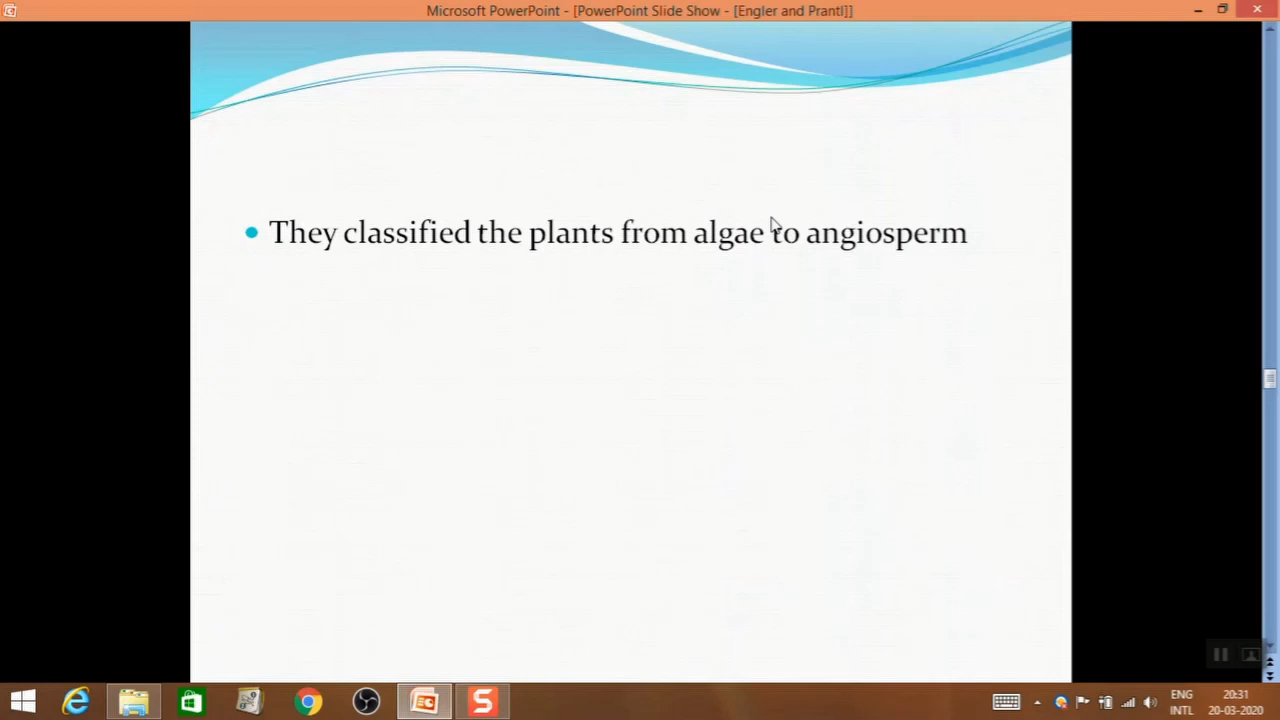 Microsoft PowerPoint - [PowerPoint Slide Show - [Engler and Prantl]]
They classified the plants from algae to angiosperm
ENG 20:31
INTL 20-03-2020